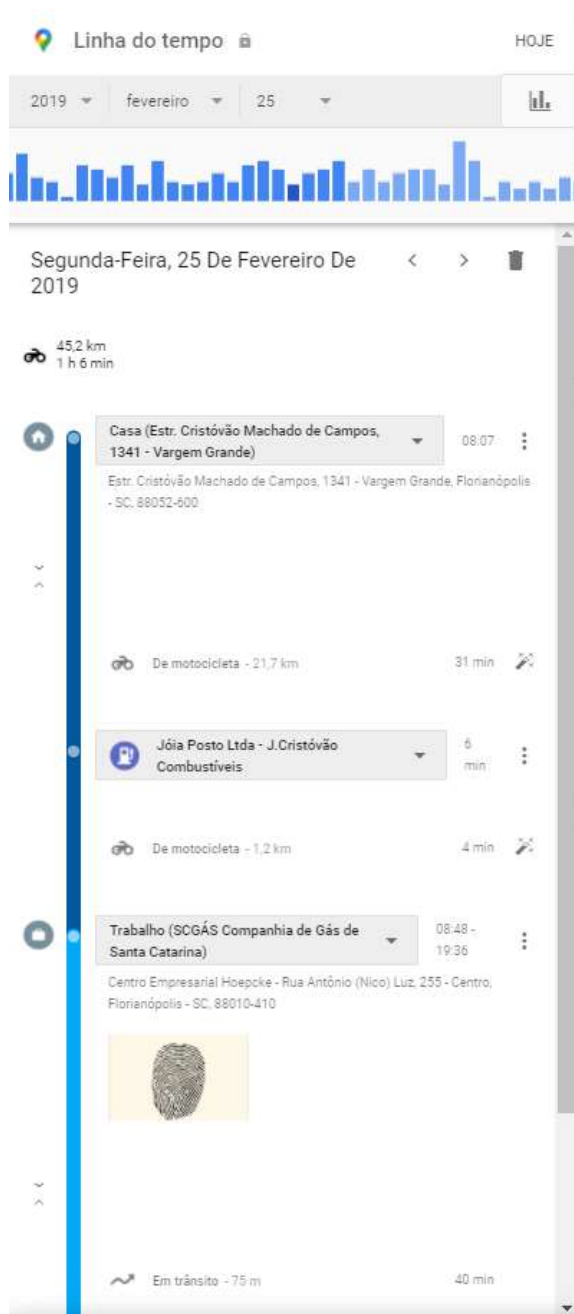 Linha do tempo
HOJE
2019 fevereiro 25
Segunda-Feira, 25 De Fevereiro De
2019
45,2 km
1 h 6 min
Casa (Estr. Cristóvão Machado de Campos,
1341 - Vargem Grande)
08:07
Estr. Cristóvão Machado de Campos, 1341 - Vargem Grande, Florianópolis
- SC, 88052-600
De motocicleta - 21,7 km
31 min
Jóia Posto Ltda - J.Cristóvão
Combustíveis
6
min
De motocicleta - 1,2 km
4 min
Trabalho (SCGÁS Companhia de Gás de
Santa Catarina)
08:48 -
19:36
Centro Empresarial Hoepcke - Rua Antônio (Nico) Luz, 255 - Centro,
Florianópolis - SC, 88010-410
Em trânsito - 75 m
40 min